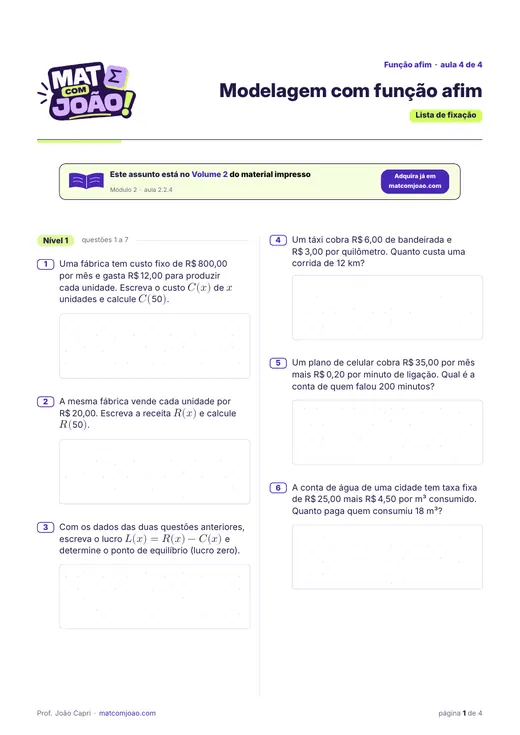 MAT Σ
COM
JOÃO!
Função afim · aula 4 de 4
Modelagem com função afim
Lista de fixação
Este assunto está no Volume 2 do material impresso
Módulo 2 · aula 2.2.4
Adquira já em
matcomjoao.com
Nível 1 questões 1 a 7
1 Uma fábrica tem custo fixo de R$ 800,00
por mês e gasta R$ 12,00 para produzir
cada unidade. Escreva o custo C(x) de x
unidades e calcule C(50).
2 A mesma fábrica vende cada unidade por
R$ 20,00. Escreva a receita R(x) e calcule
R(50).
3 Com os dados das duas questões anteriores,
escreva o lucro L(x) = R(x) − C(x) e
determine o ponto de equilíbrio (lucro zero).
4 Um táxi cobra R$ 6,00 de bandeirada e
R$ 3,00 por quilômetro. Quanto custa uma
corrida de 12 km?
5 Um plano de celular cobra R$ 35,00 por mês
mais R$ 0,20 por minuto de ligação. Qual é a
conta de quem falou 200 minutos?
6 A conta de água de uma cidade tem taxa fixa
de R$ 25,00 mais R$ 4,50 por m³ consumido.
Quanto paga quem consumiu 18 m³?
Prof. João Capri · matcomjoao.com
página 1 de 4